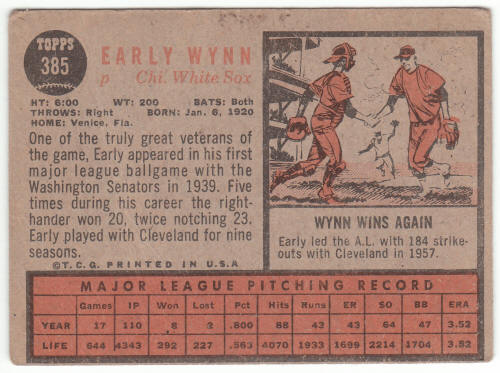 TOPPS
385
EARLY WYNN
p Chi. White Sox
HT: 6:00 WT: 200 BATS: Both
THROWS: Right BORN: Jan. 6, 1920
HOME: Venice, Fla.
One of the truly great veterans of
the game, Early appeared in his first
major league ballgame with the
Washington Senators in 1939. Five
times during his career the right-
hander won 20, twice notching 23.
Early played with Cleveland for nine
seasons.
©T.C.G. PRINTED IN U.S.A
WYNN WINS AGAIN
Early led the A.L. with 184 strike-
outs with Cleveland in 1957.
MAJOR LEAGUE PITCHING RECORD
Games IP Won Lost Pct Hits Runs ER SO BB ERA
YEAR 17 110 8 2 .800 88 43 43 64 47 3.52
LIFE 644 4343 292 227 .563 4070 1933 1699 2214 1704 3.52